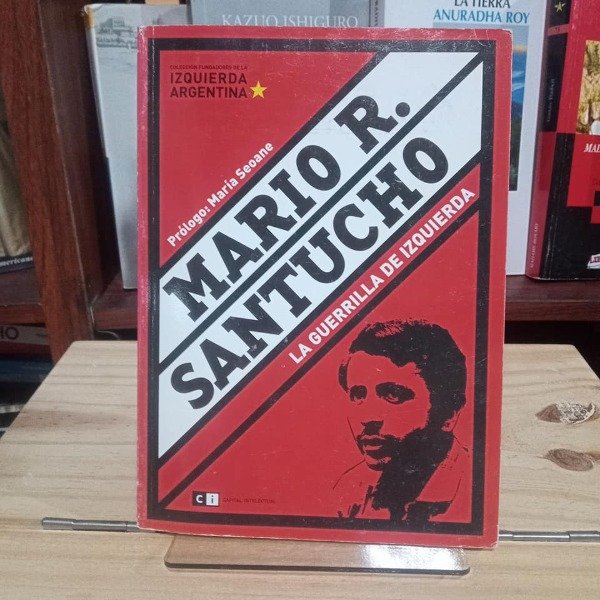 KAZUO ISHIGURO
LA TIERRA
ANURADHA ROY
COLECCIÓN FUNDADORES DE LA
IZQUIERDA
ARGENTINA
Prólogo: María Seoane
MARIO R.
SANTUCHO
LA GUERRILLA DE IZQUIERDA
ci
CAPITAL INTELECTUAL